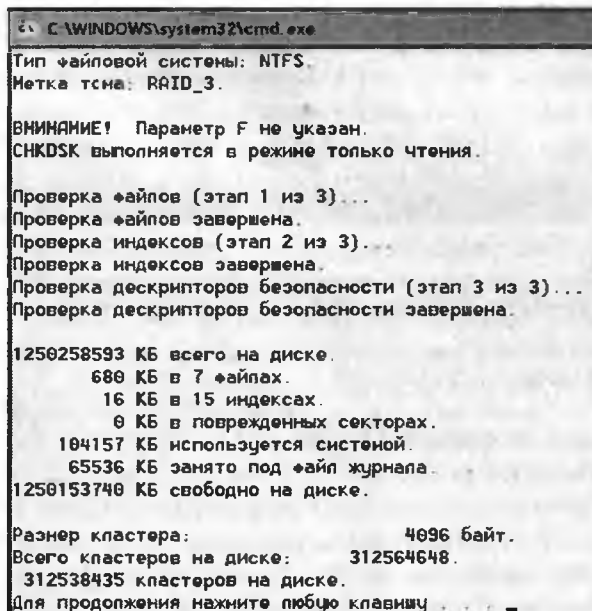 C:\WINDOWS\system32\cmd.exe
Тип файловой системы: NTFS.
Метка тома: RAID_3.
ВНИМАНИЕ! Параметр F не указан.
CHKDSK выполняется в режиме только чтения.
Проверка файлов (этап 1 из 3)...
Проверка файлов завершена.
Проверка индексов (этап 2 из 3)...
Проверка индексов завершена.
Проверка дескрипторов безопасности (этап 3 из 3)...
Проверка дескрипторов безопасности завершена.
1250258593 КБ всего на диске.
680 КБ в 7 файлах.
16 КБ в 15 индексах.
0 КБ в поврежденных секторах.
104157 КБ используется системой.
65536 КБ занято под файл журнала.
1250153740 КБ свободно на диске.
Размер кластера: 4096 байт.
Всего кластеров на диске: 312564648.
312538435 кластеров на диске.
Для продолжения нажмите любую клавишу . . . _